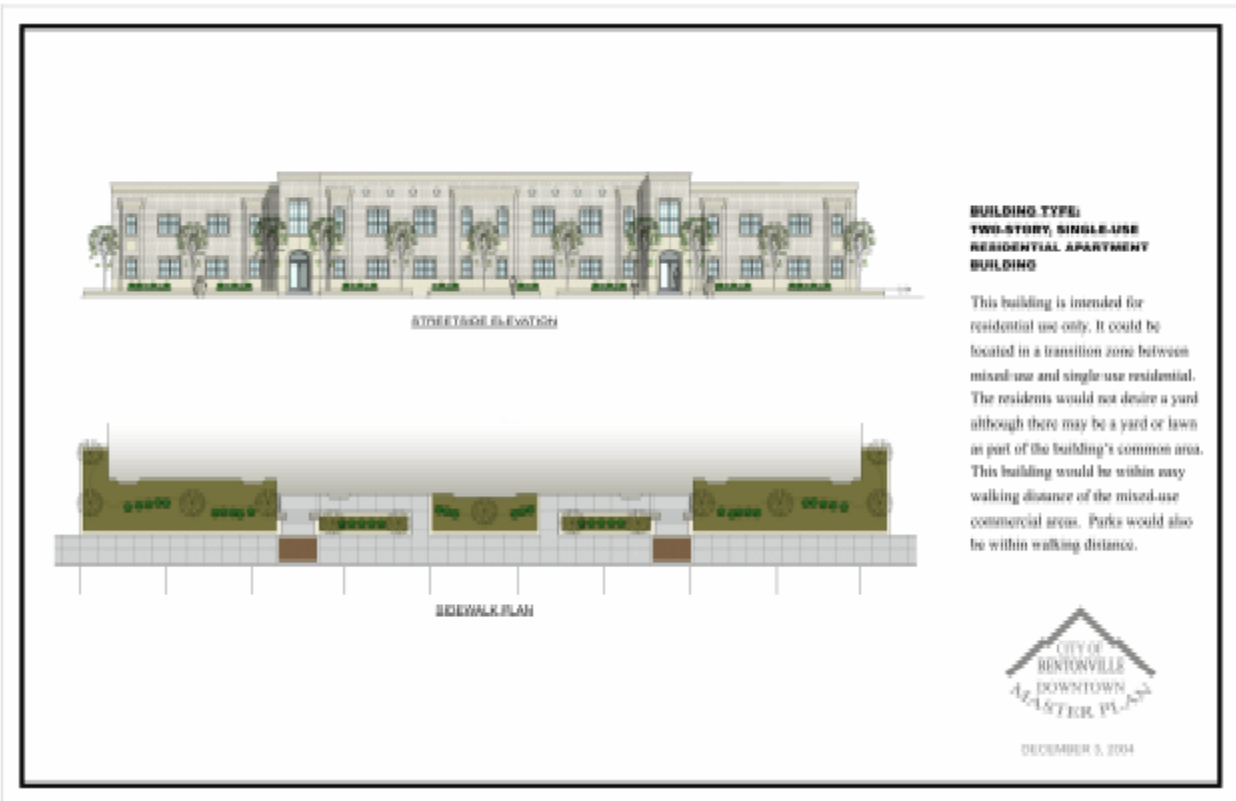 STREETSIDE ELEVATION
SIDEWALK PLAN
BUILDING TYPE:
TWO-STORY, SINGLE-USE
RESIDENTIAL APARTMENT
BUILDING
This building is intended for
residential use only. It could be
located in a transition zone between
mixed-use and single-use residential.
The residents would not desire a yard
although there may be a yard or lawn
as part of the building's common area.
This building would be within easy
walking distance of the mixed-use
commercial areas. Parks would also
be within walking distance.
CITY OF
BENTONVILLE
DOWNTOWN
MASTER PLAN
DECEMBER 3, 2004